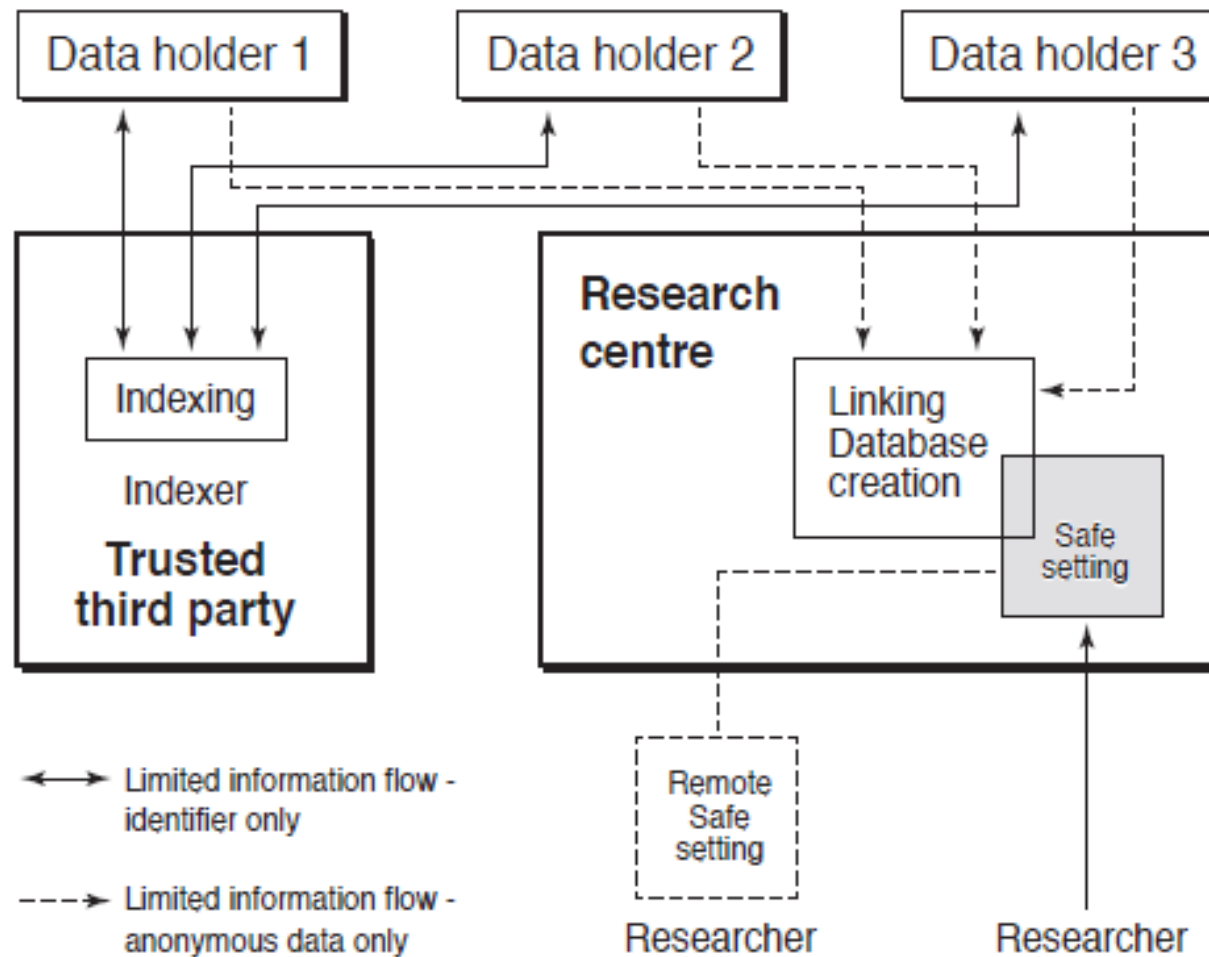 Data holder 1
Data holder 2
Data holder 3
Research
centre
Indexing
Indexer
Trusted
third party
Linking
Database
creation
Safe
setting
Limited information flow -
identifier only
Limited information flow -
anonymous data only
Remote
Safe
setting
Researcher
Researcher